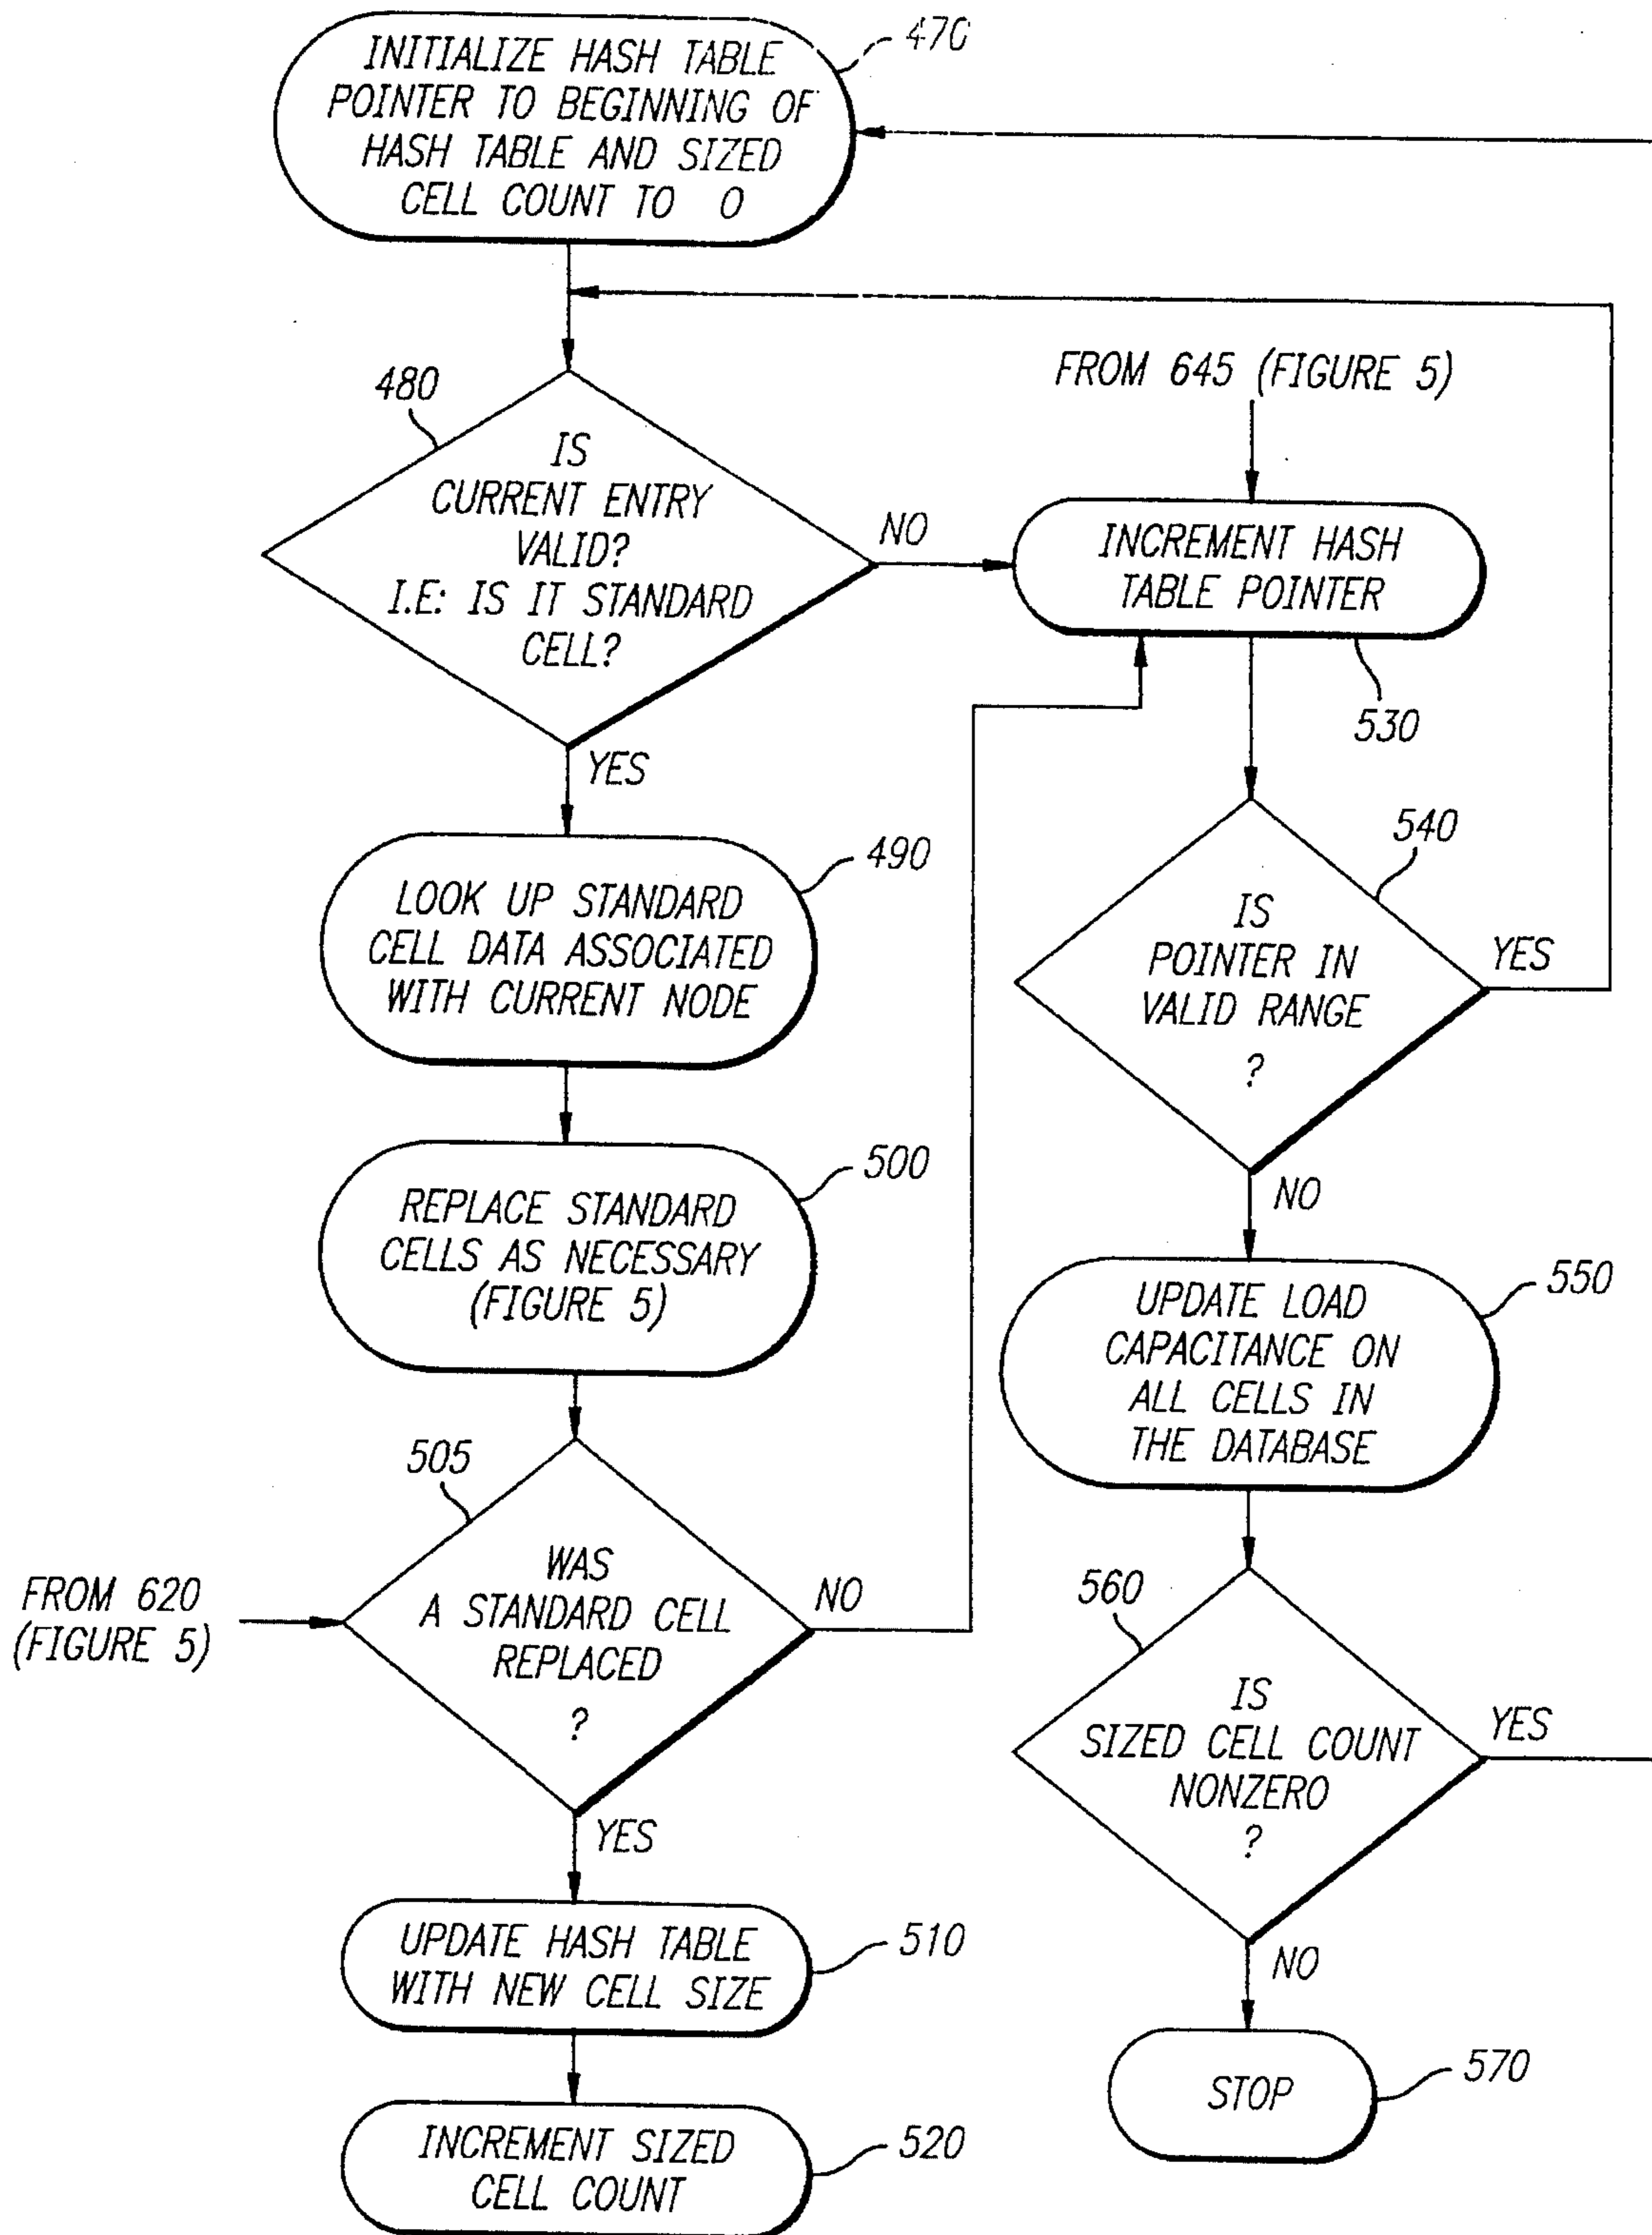 INITIALIZE HASH TABLE
POINTER TO BEGINNING OF
HASH TABLE AND SIZED
CELL COUNT TO 0
470
480
IS
CURRENT ENTRY
VALID?
I.E: IS IT STANDARD
CELL?
NO
YES
FROM 645 (FIGURE 5)
INCREMENT HASH
TABLE POINTER
530
LOOK UP STANDARD
CELL DATA ASSOCIATED
WITH CURRENT NODE
490
540
IS
POINTER IN
VALID RANGE
?
YES
NO
REPLACE STANDARD
CELLS AS NECESSARY
(FIGURE 5)
500
UPDATE LOAD
CAPACITANCE ON
ALL CELLS IN
THE DATABASE
550
505
FROM 620
(FIGURE 5)
WAS
A STANDARD CELL
REPLACED
?
NO
YES
560
IS
SIZED CELL COUNT
NONZERO
?
YES
NO
UPDATE HASH TABLE
WITH NEW CELL SIZE
510
STOP
570
INCREMENT SIZED
CELL COUNT
520